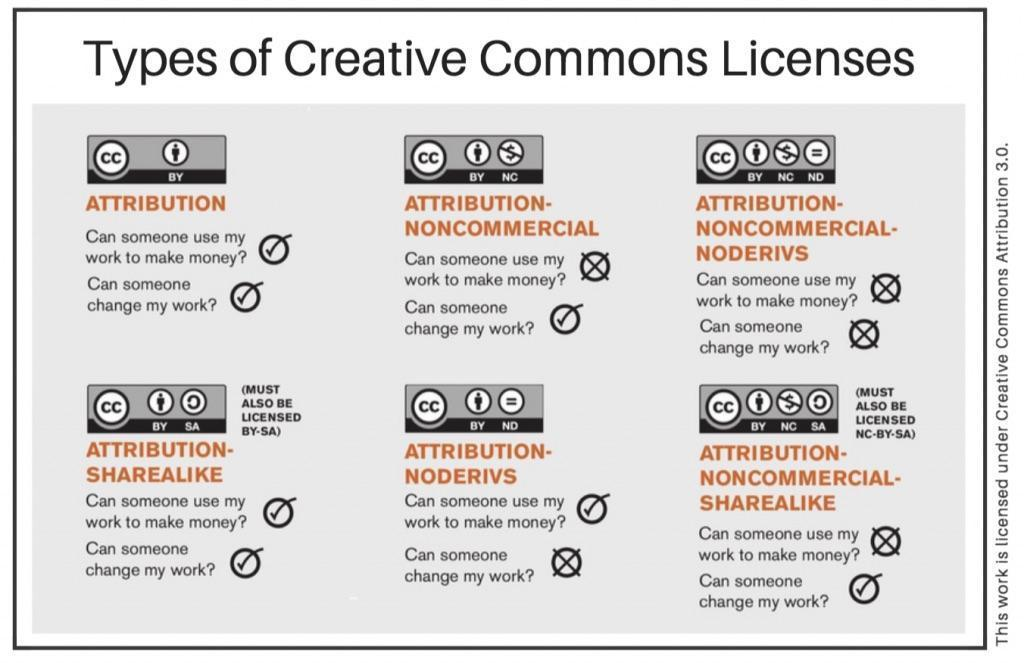 Types of Creative Commons Licenses
cc
BY
ATTRIBUTION
Can someone use my
work to make money?
Can someone
change my work?
cc
BY NC
ATTRIBUTION-
NONCOMMERCIAL
Can someone use my
work to make money?
Can someone
change my work?
cc
BY NC ND
ATTRIBUTION-
NONCOMMERCIAL-
NODERIVS
Can someone use my
work to make money?
Can someone
change my work?
cc
BY SA
(MUST
ALSO BE
LICENSED
BY-SA)
ATTRIBUTION-
SHAREALIKE
Can someone use my
work to make money?
Can someone
change my work?
cc
BY ND
ATTRIBUTION-
NODERIVS
Can someone use my
work to make money?
Can someone
change my work?
cc
BY NC SA
(MUST
ALSO BE
LICENSED
NC-BY-SA)
ATTRIBUTION-
NONCOMMERCIAL-
SHAREALIKE
Can someone use my
work to make money?
Can someone
change my work?
This work is licensed under Creative Commons Attribution 3.0.